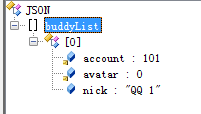 JSON
[] buddyList
[0]
account : 101
avatar : 0
nick : "QQ 1"